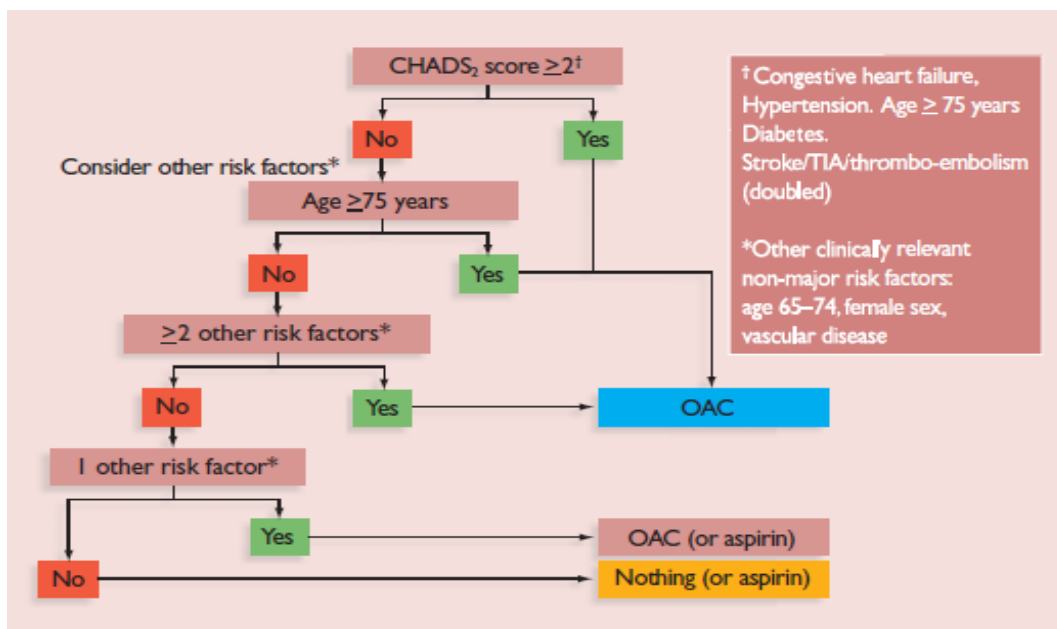 CHADS₂ score ≥2†
No
Yes
Consider other risk factors*
Age ≥75 years
No
Yes
≥2 other risk factors*
No
Yes
OAC
1 other risk factor*
Yes
OAC (or aspirin)
No
Nothing (or aspirin)
† Congestive heart failure,
Hypertension. Age ≥ 75 years
Diabetes.
Stroke/TIA/thrombo-embolism
(doubled)
*Other clinically relevant
non-major risk factors:
age 65–74, female sex,
vascular disease